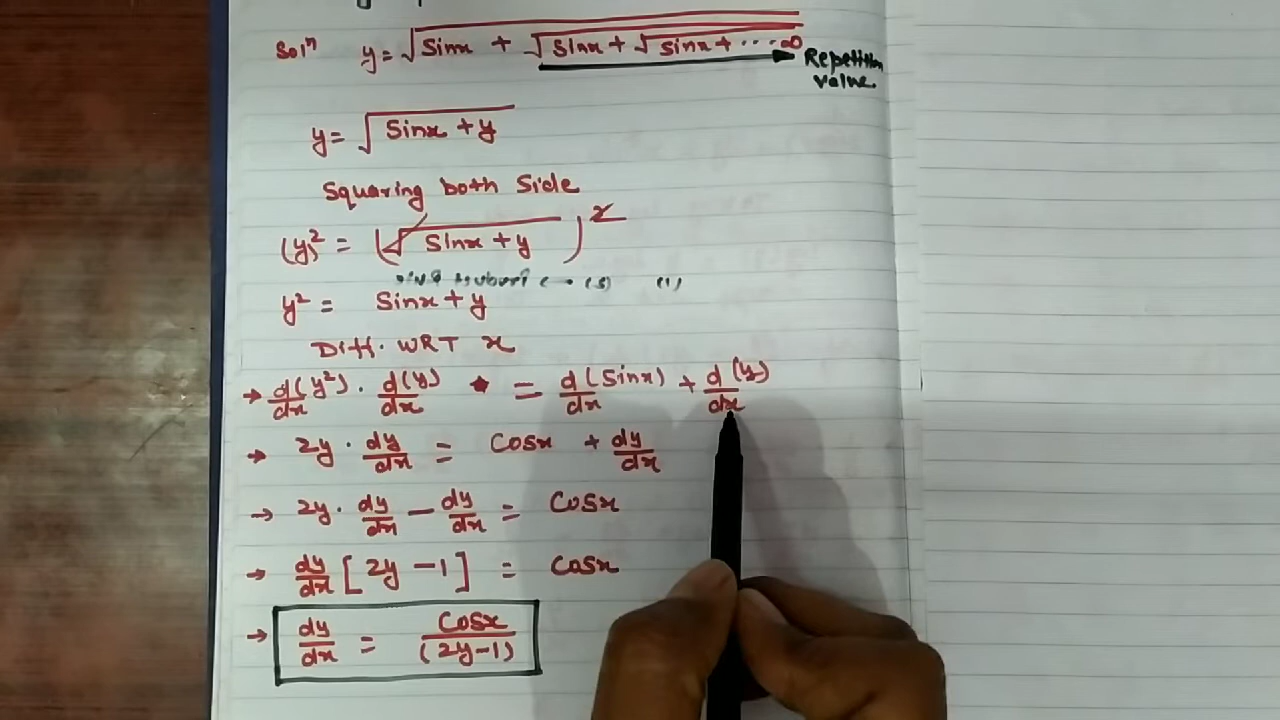 Solⁿ y = √Sinx + √Sinx + √Sinx + ... ∞
Repetition
value.
y = √Sinx + y
Squaring both Side
(y)² = (√Sinx + y)²
y² = Sinx + y
Diff. WRT x
→ d(y²)/dx · d(y)/dx = d(Sinx)/dx + d(y)/dx
→ 2y · dy/dx = Cosx + dy/dx
→ 2y · dy/dx − dy/dx = Cosx
→ dy/dx [2y − 1] = Cosx
→ dy/dx = Cosx/(2y−1)